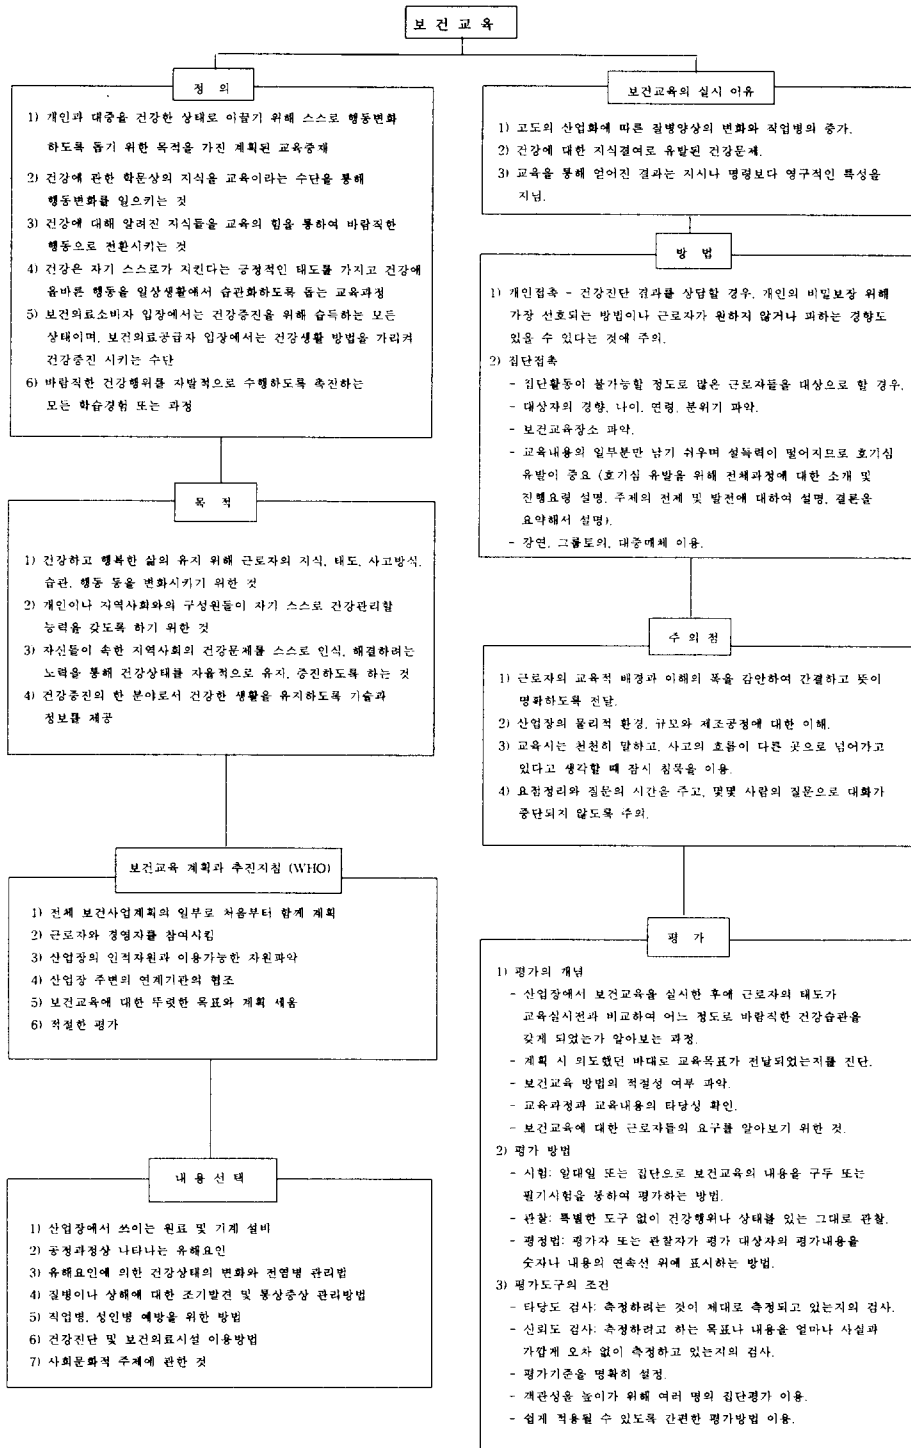 보 건 교 육
정 의
1) 개인과 대중을 건강한 상태로 이끌기 위해 스스로 행동변화
하도록 돕기 위한 목적을 가진 계획된 교육중재
2) 건강에 관한 학문상의 지식을 교육이라는 수단을 통해
행동변화를 일으키는 것
3) 건강에 대해 알려진 지식들을 교육의 힘을 통하여 바람직한
행동으로 전환시키는 것
4) 건강은 자기 스스로가 지킨다는 긍정적인 태도를 가지고 건강에
옳바른 행동을 일상생활에서 습관화하도록 돕는 교육과정
5) 보건의료소비자 입장에서는 건강증진을 위해 습득하는 모든
상태이며, 보건의료공급자 입장에서는 건강생활 방법을 가리켜
건강증진 시키는 수단
6) 바람직한 건강행위를 자발적으로 수행하도록 촉진하는
모든 학습경험 또는 과정
목 적
1) 건강하고 행복한 삶의 유지 위해 근로자의 지식, 태도, 사고방식,
습관, 행동 등을 변화시키기 위한 것
2) 개인이나 지역사회와의 구성원들이 자기 스스로 건강관리할
능력을 갖도록 하기 위한 것
3) 자신들이 속한 지역사회의 건강문제를 스스로 인식, 해결하려는
노력을 통해 건강상태를 자율적으로 유지, 증진하도록 하는 것
4) 건강증진의 한 분야로서 건강한 생활을 유지하도록 기술과
정보를 제공
보건교육 계획과 추진지침 (WHO)
1) 전체 보건사업계획의 일부로 처음부터 함께 계획
2) 근로자와 경영자를 참여시킴
3) 산업장의 인적자원과 이용가능한 자원파악
4) 산업장 주변의 연계기관의 협조
5) 보건교육에 대한 뚜렷한 목표와 계획 세움
6) 적절한 평가
내 용 선 택
1) 산업장에서 쓰이는 원료 및 기계 설비
2) 공정과정상 나타나는 유해요인
3) 유해요인에 의한 건강상태의 변화와 전염병 관리법
4) 질병이나 상해에 대한 조기발견 및 통상증상 관리방법
5) 직업병, 성인병 예방을 위한 방법
6) 건강진단 및 보건의료시설 이용방법
7) 사회문화적 주제에 관한 것
보건교육의 실시 이유
1) 고도의 산업화에 따른 질병양상의 변화와 직업병의 증가.
2) 건강에 대한 지식결여로 유발된 건강문제.
3) 교육을 통해 얻어진 결과는 지시나 명령보다 영구적인 특성을
지님.
방 법
1) 개인접촉 - 건강진단 결과를 상담할 경우, 개인의 비밀보장 위해
가장 선호되는 방법이나 근로자가 원하지 않거나 피하는 경향도
있을 수 있다는 것에 주의.
2) 집단접촉
- 집단활동이 불가능할 정도로 많은 근로자들을 대상으로 할 경우.
- 대상자의 경향, 나이, 연령, 분위기 파악.
- 보건교육장소 파악.
- 교육내용의 일부분만 남기 쉬우며 설득력이 떨어지므로 호기심
유발이 중요 (호기심 유발을 위해 전체과정에 대한 소개 및
진행요령 설명, 주제의 전제 및 발전에 대하여 설명, 결론을
요약해서 설명).
- 강연, 그룹토의, 대중매체 이용.
주 의 점
1) 근로자의 교육적 배경과 이해의 폭을 감안하여 간결하고 뜻이
명확하도록 전달.
2) 산업장의 물리적 환경, 규모와 제조공정에 대한 이해.
3) 교육시는 천천히 말하고, 사고의 흐름이 다른 곳으로 넘어가고
있다고 생각할 때 잠시 침묵을 이용.
4) 요점정리와 질문의 시간을 주고, 몇몇 사람의 질문으로 대화가
중단되지 않도록 주의.
평 가
1) 평가의 개념
- 산업장에서 보건교육을 실시한 후에 근로자의 태도가
교육실시전과 비교하여 어느 정도로 바람직한 건강습관을
갖게 되었는가 알아보는 과정.
- 계획 시 의도했던 바대로 교육목표가 전달되었는지를 진단.
- 보건교육 방법의 적절성 여부 파악.
- 교육과정과 교육내용의 타당성 확인.
- 보건교육에 대한 근로자들의 요구를 알아보기 위한 것.
2) 평가 방법
- 시험: 일대일 또는 집단으로 보건교육의 내용을 구두 또는
필기시험을 통하여 평가하는 방법.
- 관찰: 특별한 도구 없이 건강행위나 상태를 있는 그대로 관찰.
- 평정법: 평가자 또는 관찰자가 평가 대상자의 평가내용을
숫자나 내용의 연속선 위에 표시하는 방법.
3) 평가도구의 조건
- 타당도 검사: 측정하려는 것이 제대로 측정되고 있는지의 검사.
- 신뢰도 검사: 측정하려고 하는 목표나 내용을 얼마나 사실과
가깝게 오차 없이 측정하고 있는지의 검사.
- 평가기준을 명확히 설정.
- 객관성을 높이가 위해 여러 명의 집단평가 이용.
- 쉽게 적용될 수 있도록 간편한 평가방법 이용.